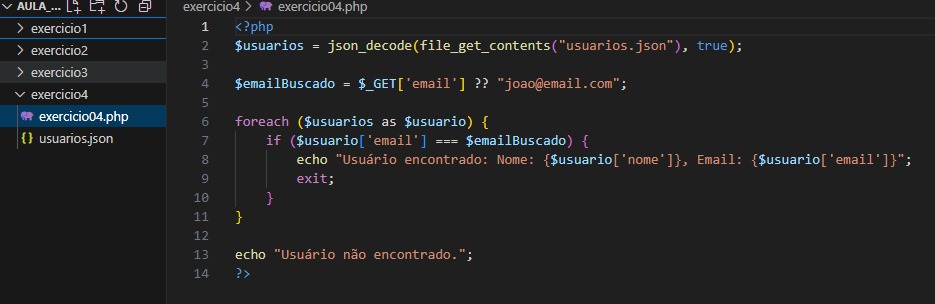 AULA_...
exercicio1
exercicio2
exercicio3
exercicio4
exercicio04.php
usuarios.json
exercicio4 > exercicio04.php
1 <?php
2 $usuarios = json_decode(file_get_contents("usuarios.json"), true);
3
4 $emailBuscado = $_GET['email'] ?? "joao@email.com";
5
6 foreach ($usuarios as $usuario) {
7     if ($usuario['email'] === $emailBuscado) {
8         echo "Usuário encontrado: Nome: {$usuario['nome']}, Email: {$usuario['email']}";
9         exit;
10     }
11 }
12
13 echo "Usuário não encontrado.";
14 ?>